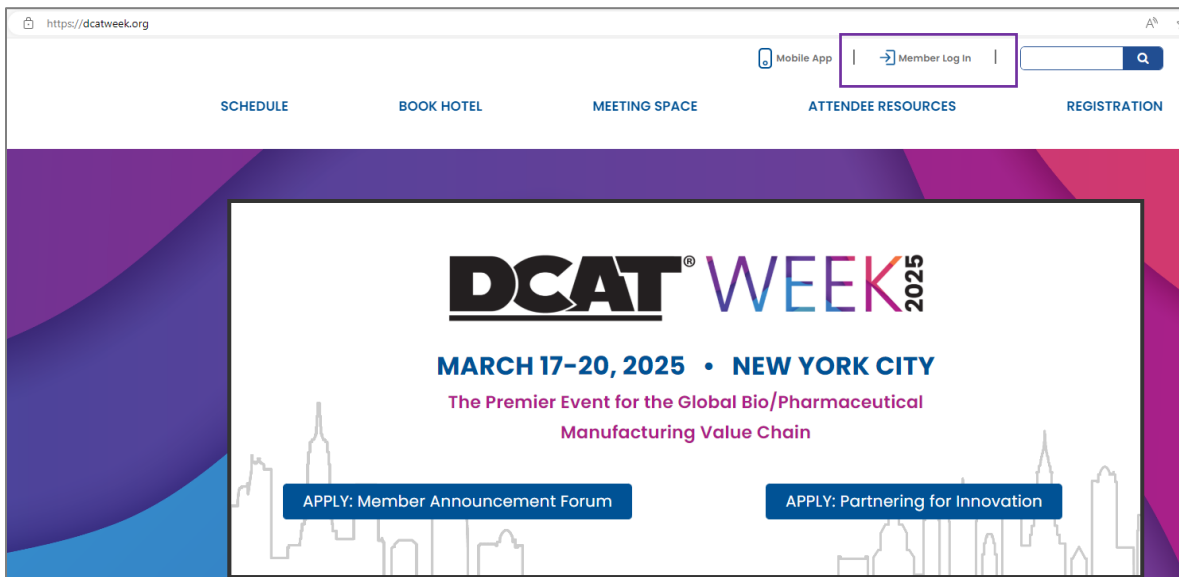 https://dcatweek.org
Mobile App | Member Log In |
SCHEDULE BOOK HOTEL MEETING SPACE ATTENDEE RESOURCES REGISTRATION
DCAT® WEEK 2025
MARCH 17-20, 2025 • NEW YORK CITY
The Premier Event for the Global Bio/Pharmaceutical
Manufacturing Value Chain
APPLY: Member Announcement Forum APPLY: Partnering for Innovation